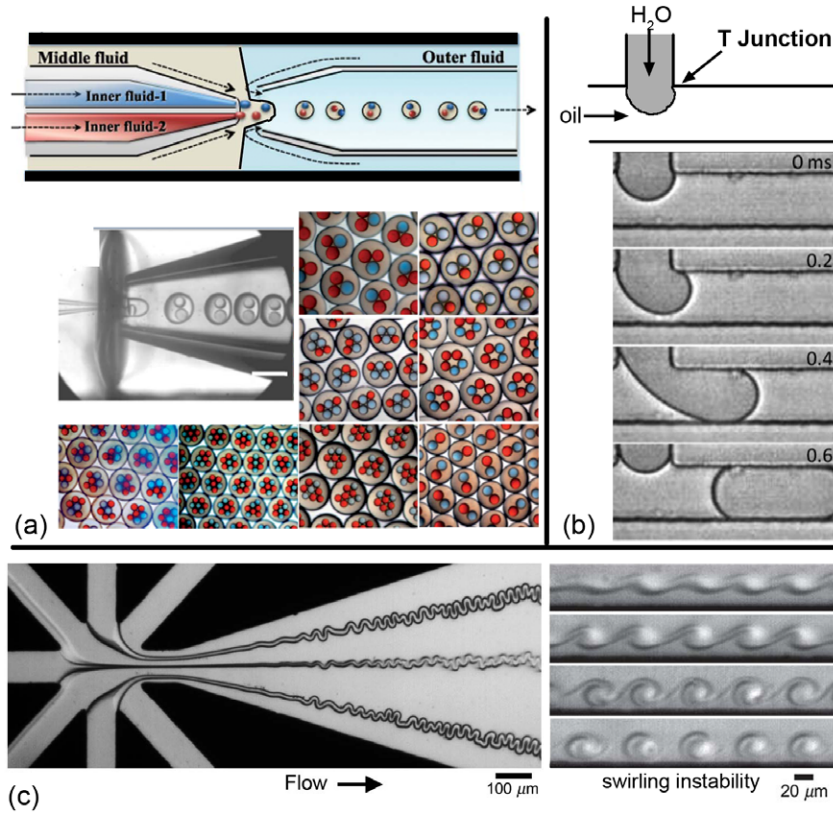 Middle fluid
Outer fluid
Inner fluid-1
Inner fluid-2
(a)
H₂O
T Junction
oil
0 ms
0.2
0.4
0.6
(b)
Flow
100 μm
(c)
swirling instability
20 μm